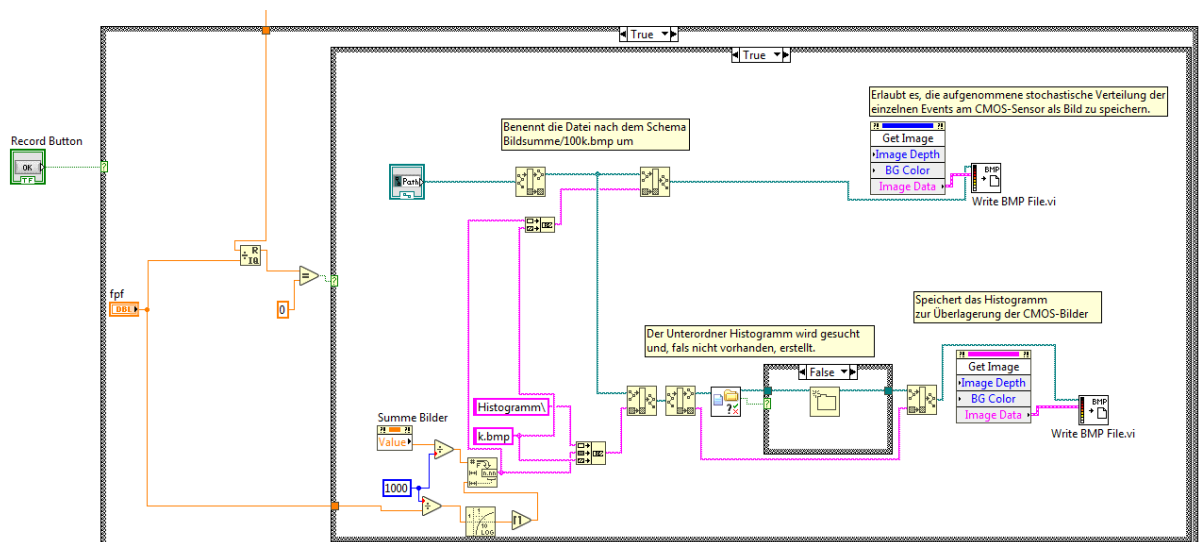 True
True
Erlaubt es, die aufgenommene stochastische Verteilung der
einzelnen Events am CMOS-Sensor als Bild zu speichern.
Benennt die Datei nach dem Schema
Bildsumme/100k.bmp um
Record Button
OK
TF
Path
Get Image
Image Depth
BG Color
Image Data
BMP
Write BMP File.vi
R
IQ
=
0
fpf
DBL
Speichert das Histogramm
zur Überlagerung der CMOS-Bilder
Der Unterordner Histogramm wird gesucht
und, fals nicht vorhanden, erstellt.
False
Get Image
Image Depth
BG Color
Image Data
BMP
Write BMP File.vi
Histogramm\
k.bmp
Summe Bilder
Value
1000
LOG